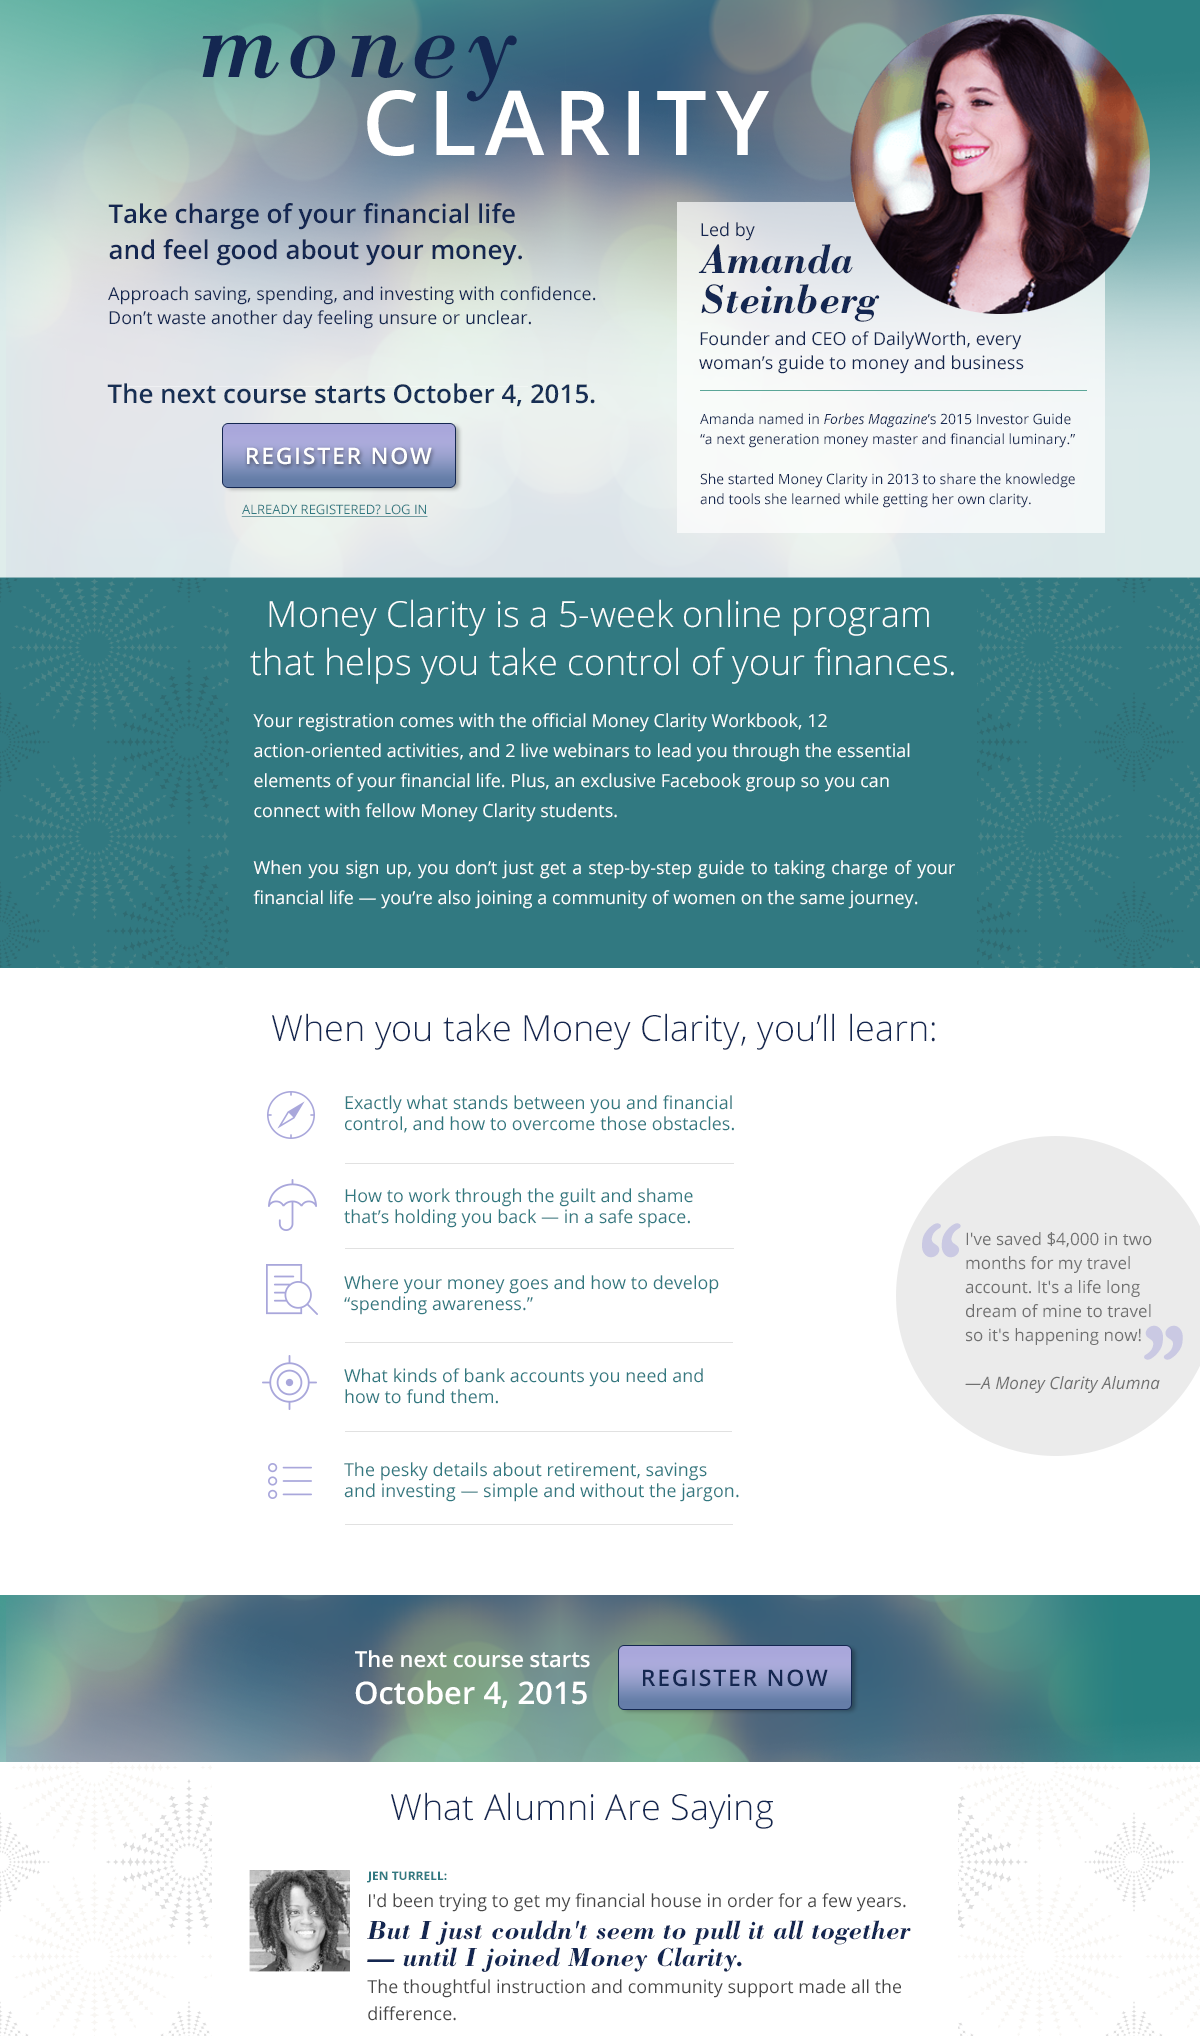 money
CLARITY
Take charge of your financial life
and feel good about your money.
Approach saving, spending, and investing with confidence.
Don’t waste another day feeling unsure or unclear.
The next course starts October 4, 2015.
REGISTER NOW
ALREADY REGISTERED? LOG IN
Led by
Amanda
Steinberg
Founder and CEO of DailyWorth, every
woman’s guide to money and business
Amanda named in Forbes Magazine’s 2015 Investor Guide
“a next generation money master and financial luminary.”
She started Money Clarity in 2013 to share the knowledge
and tools she learned while getting her own clarity.
Money Clarity is a 5-week online program
that helps you take control of your finances.
Your registration comes with the official Money Clarity Workbook, 12
action-oriented activities, and 2 live webinars to lead you through the essential
elements of your financial life. Plus, an exclusive Facebook group so you can
connect with fellow Money Clarity students.
When you sign up, you don’t just get a step-by-step guide to taking charge of your
financial life — you’re also joining a community of women on the same journey.
When you take Money Clarity, you’ll learn:
Exactly what stands between you and financial
control, and how to overcome those obstacles.
How to work through the guilt and shame
that’s holding you back — in a safe space.
Where your money goes and how to develop
“spending awareness.”
What kinds of bank accounts you need and
how to fund them.
The pesky details about retirement, savings
and investing — simple and without the jargon.
“I've saved $4,000 in two
months for my travel
account. It's a life long
dream of mine to travel
so it's happening now!”
—A Money Clarity Alumna
The next course starts
October 4, 2015
REGISTER NOW
What Alumni Are Saying
JEN TURRELL:
I'd been trying to get my financial house in order for a few years.
But I just couldn't seem to pull it all together
— until I joined Money Clarity.
The thoughtful instruction and community support made all the
difference.